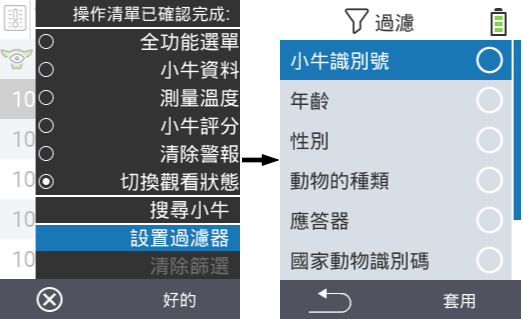 操作清單已確認完成:
全功能選單
小牛資料
10
測量溫度
10
小牛評分
清除警報
10
切換觀看狀態
10
搜尋小牛
設置過濾器
10
清除篩選
好的
過濾
小牛識別號
年齡
性別
動物的種類
應答器
國家動物識別碼
套用